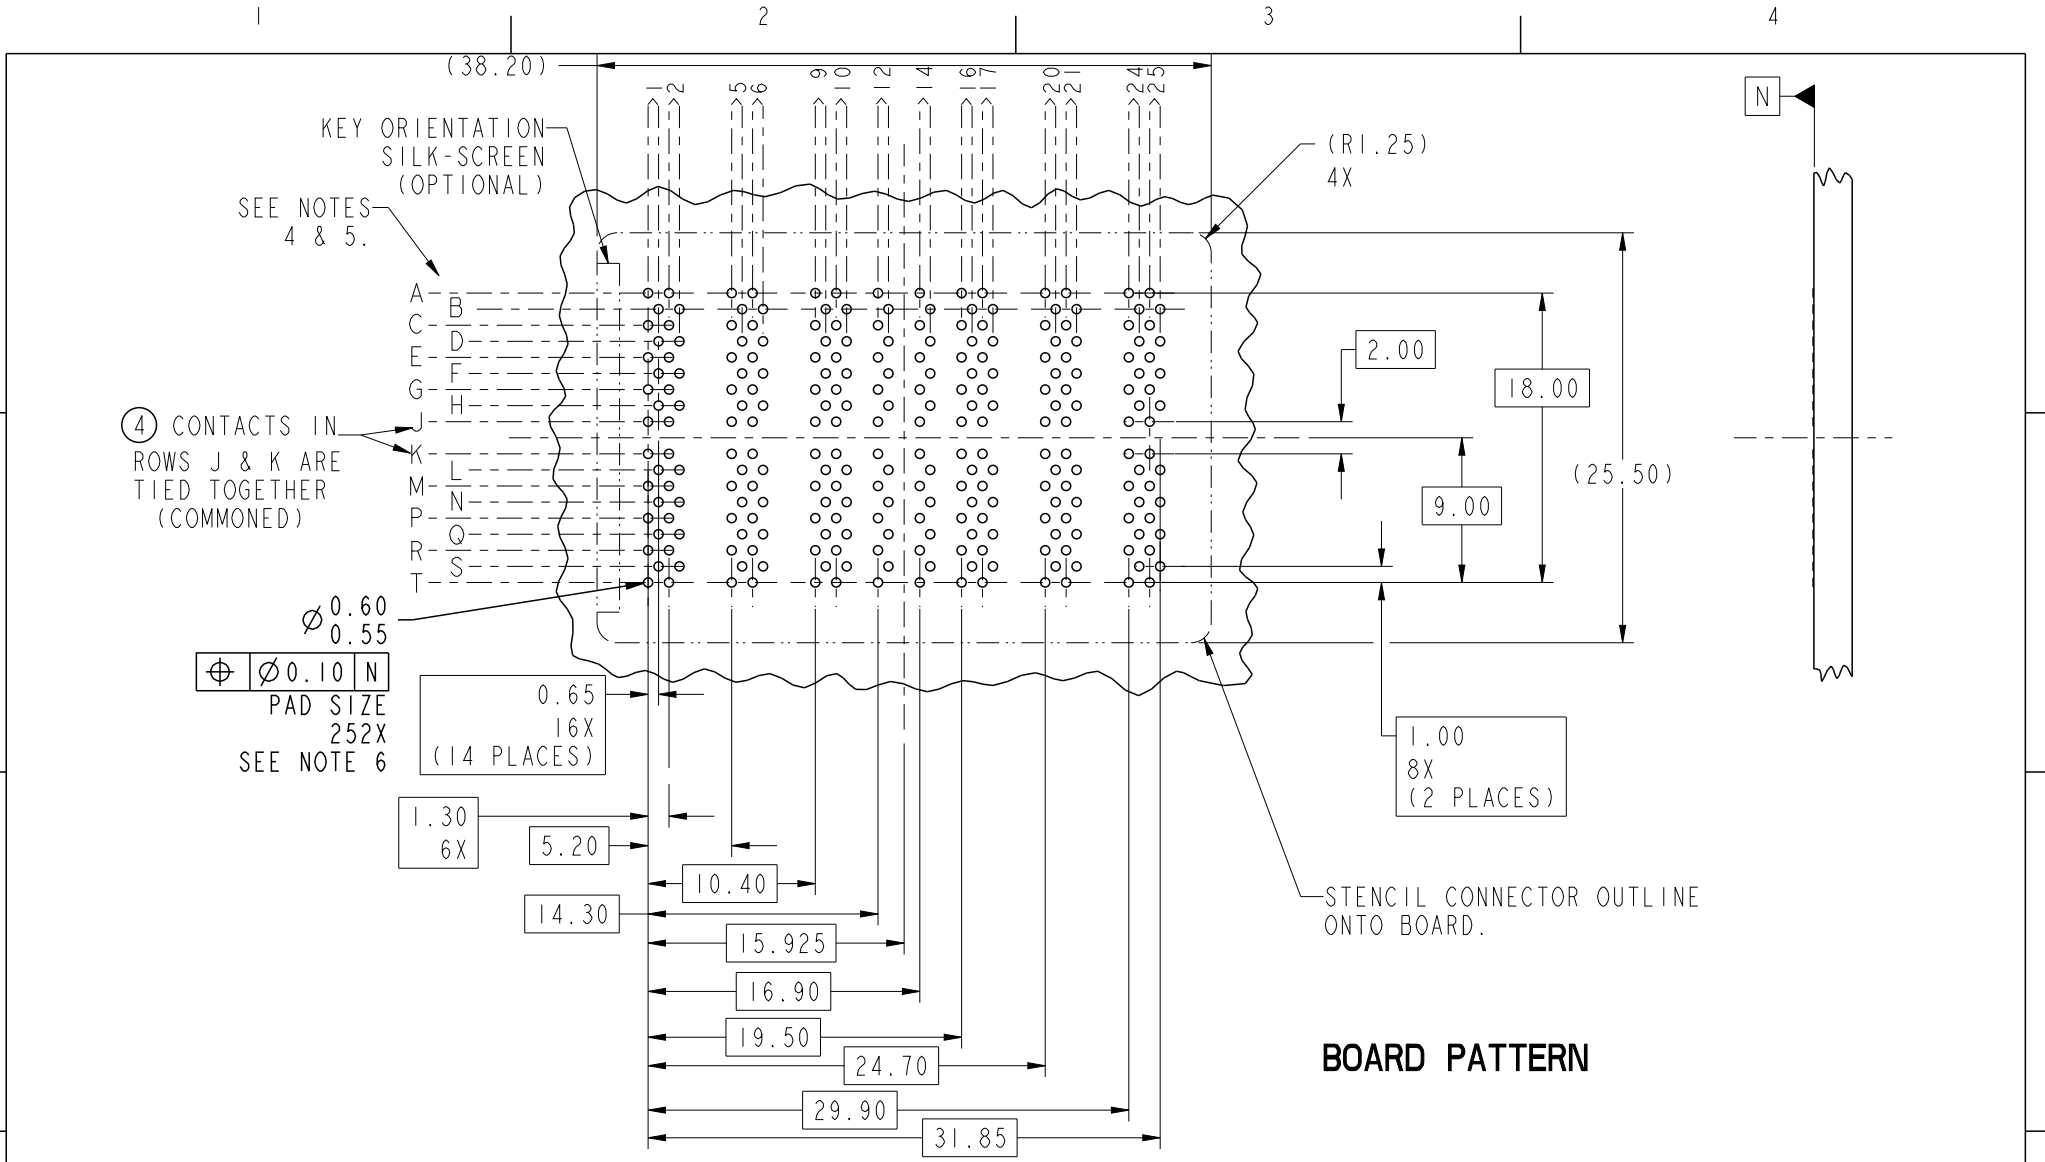 1 2 3 4
(38.20)
>1 >2 >5 >6 >9 >10 >12 >14 >16 >17 >20 >21 >24 >25
N
KEY ORIENTATION
SILK-SCREEN
(OPTIONAL)
(R1.25)
4X
SEE NOTES
4 & 5.
A
B
C
D
E
F
G
H
J
K
L
M
N
P
Q
R
S
T
4 CONTACTS IN
ROWS J & K ARE
TIED TOGETHER
(COMMONED)
2.00
18.00
(25.50)
9.00
Ø 0.60
0.55
⌖ Ø0.10 N
PAD SIZE
252X
SEE NOTE 6
0.65
16X
(14 PLACES)
1.00
8X
(2 PLACES)
1.30
6X
5.20
10.40
14.30
15.925
16.90
19.50
24.70
29.90
31.85
STENCIL CONNECTOR OUTLINE
ONTO BOARD.
BOARD PATTERN